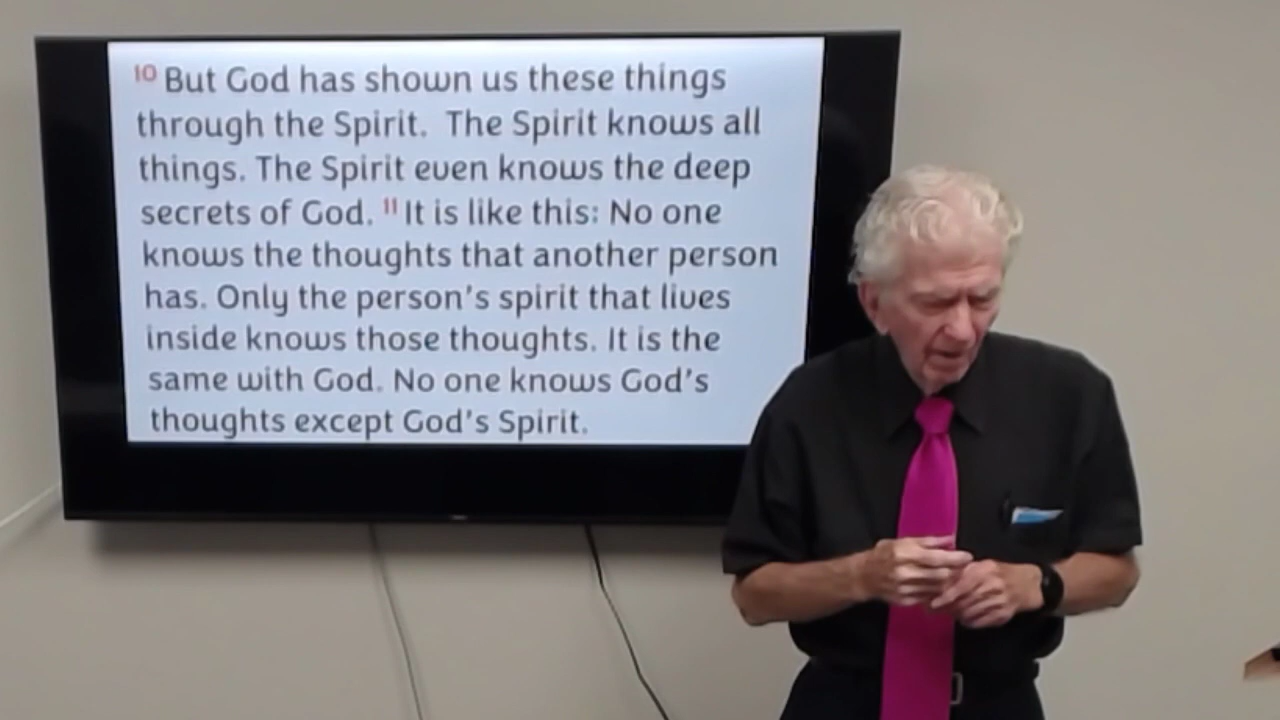 10 But God has shown us these things
through the Spirit. The Spirit knows all
things. The Spirit even knows the deep
secrets of God. 11 It is like this: No one
knows the thoughts that another person
has. Only the person's spirit that lives
inside knows those thoughts. It is the
same with God. No one knows God's
thoughts except God's Spirit.